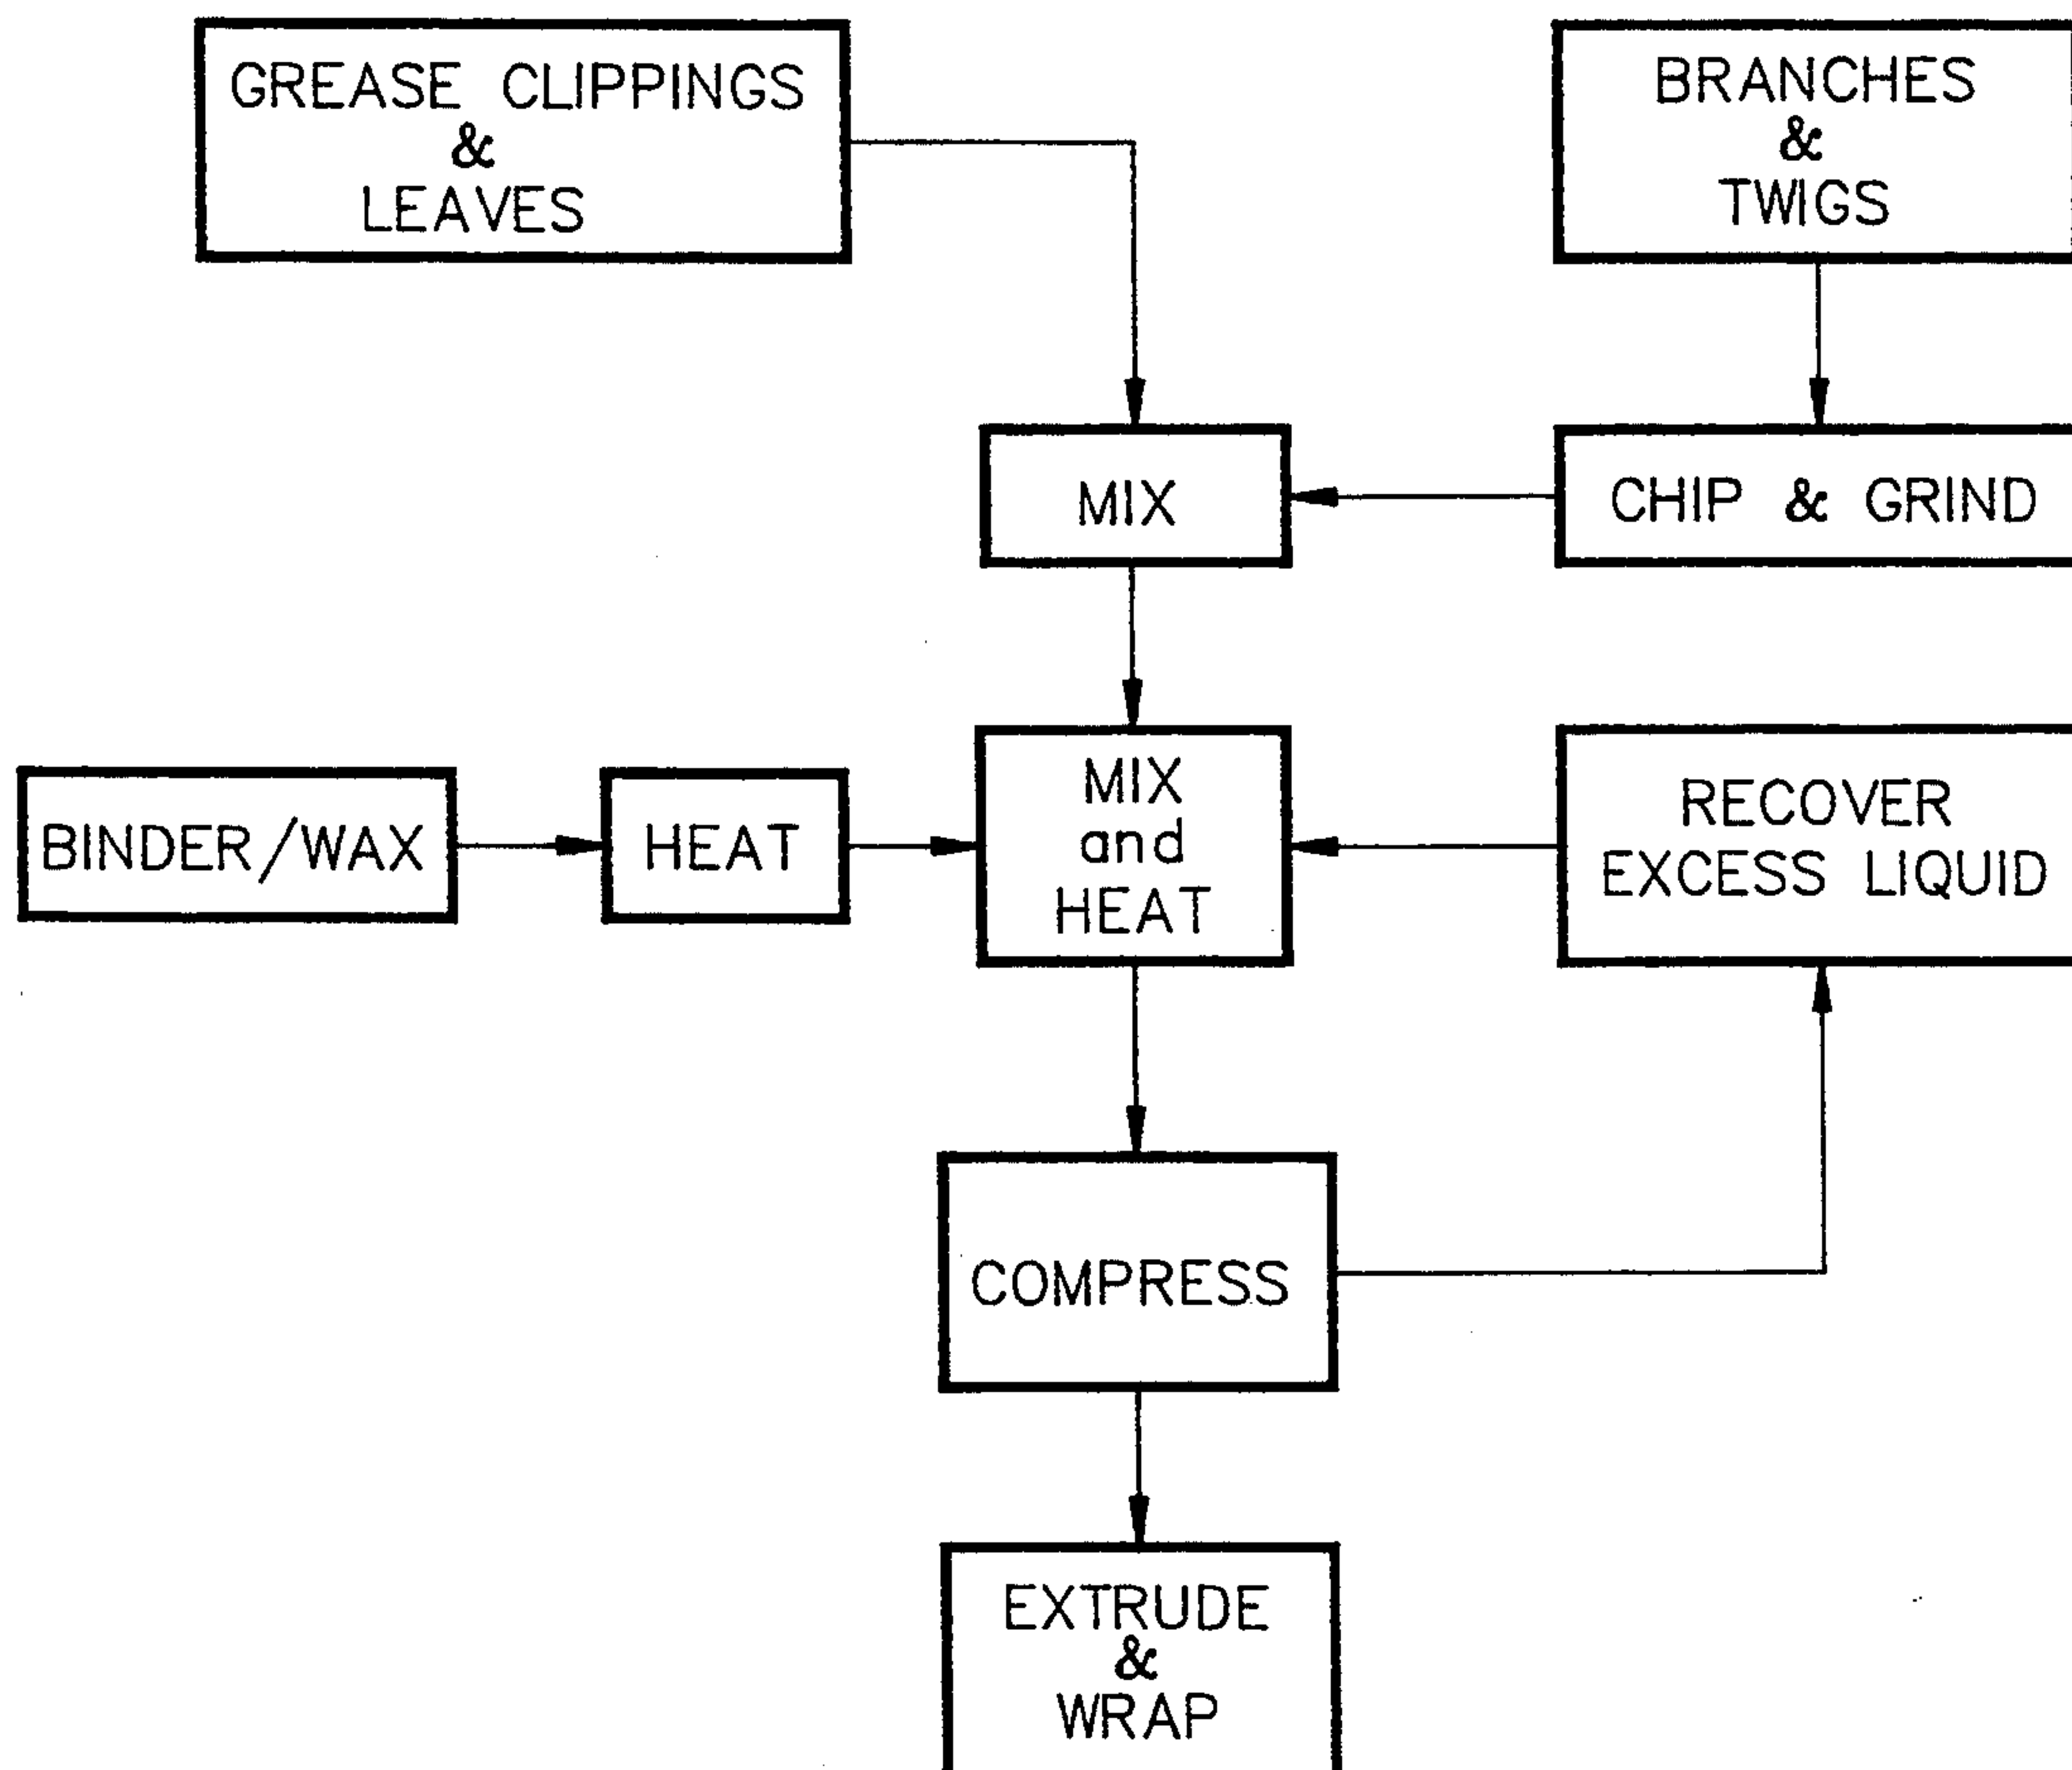 GREASE CLIPPINGS
&
LEAVES
BRANCHES
&
TWIGS
MIX
CHIP & GRIND
BINDER/WAX
HEAT
MIX
and
HEAT
RECOVER
EXCESS LIQUID
COMPRESS
EXTRUDE
&
WRAP